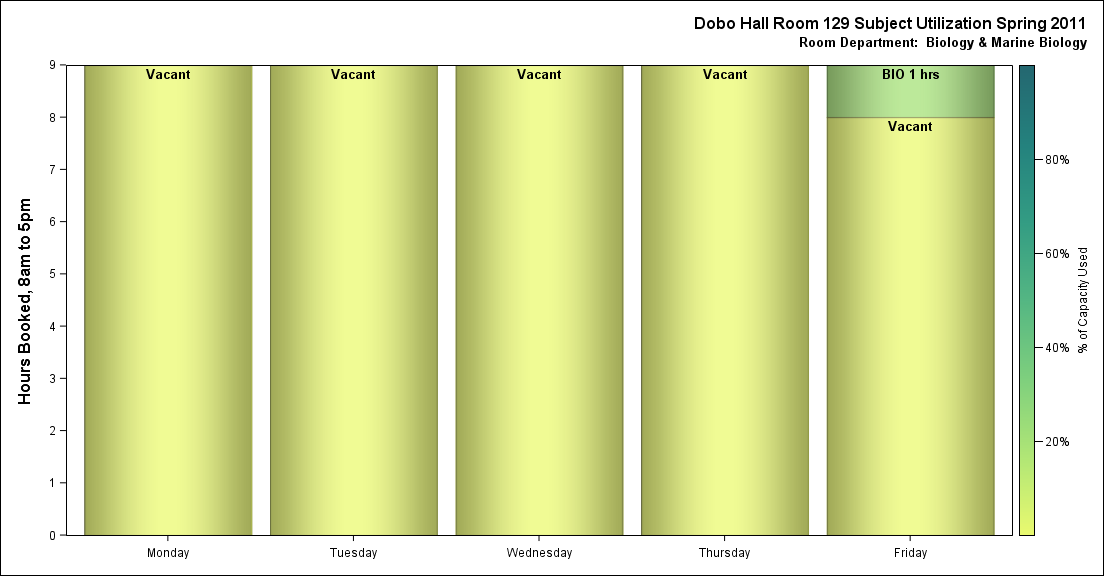 Dobo Hall Room 129 Subject Utilization Spring 2011
Room Department:  Biology & Marine Biology
Hours Booked, 8am to 5pm
9
8
7
6
5
4
3
2
1
0
Vacant
Vacant
Vacant
Vacant
BIO 1 hrs
Vacant
Monday
Tuesday
Wednesday
Thursday
Friday
80%
60%
40%
20%
% of Capacity Used